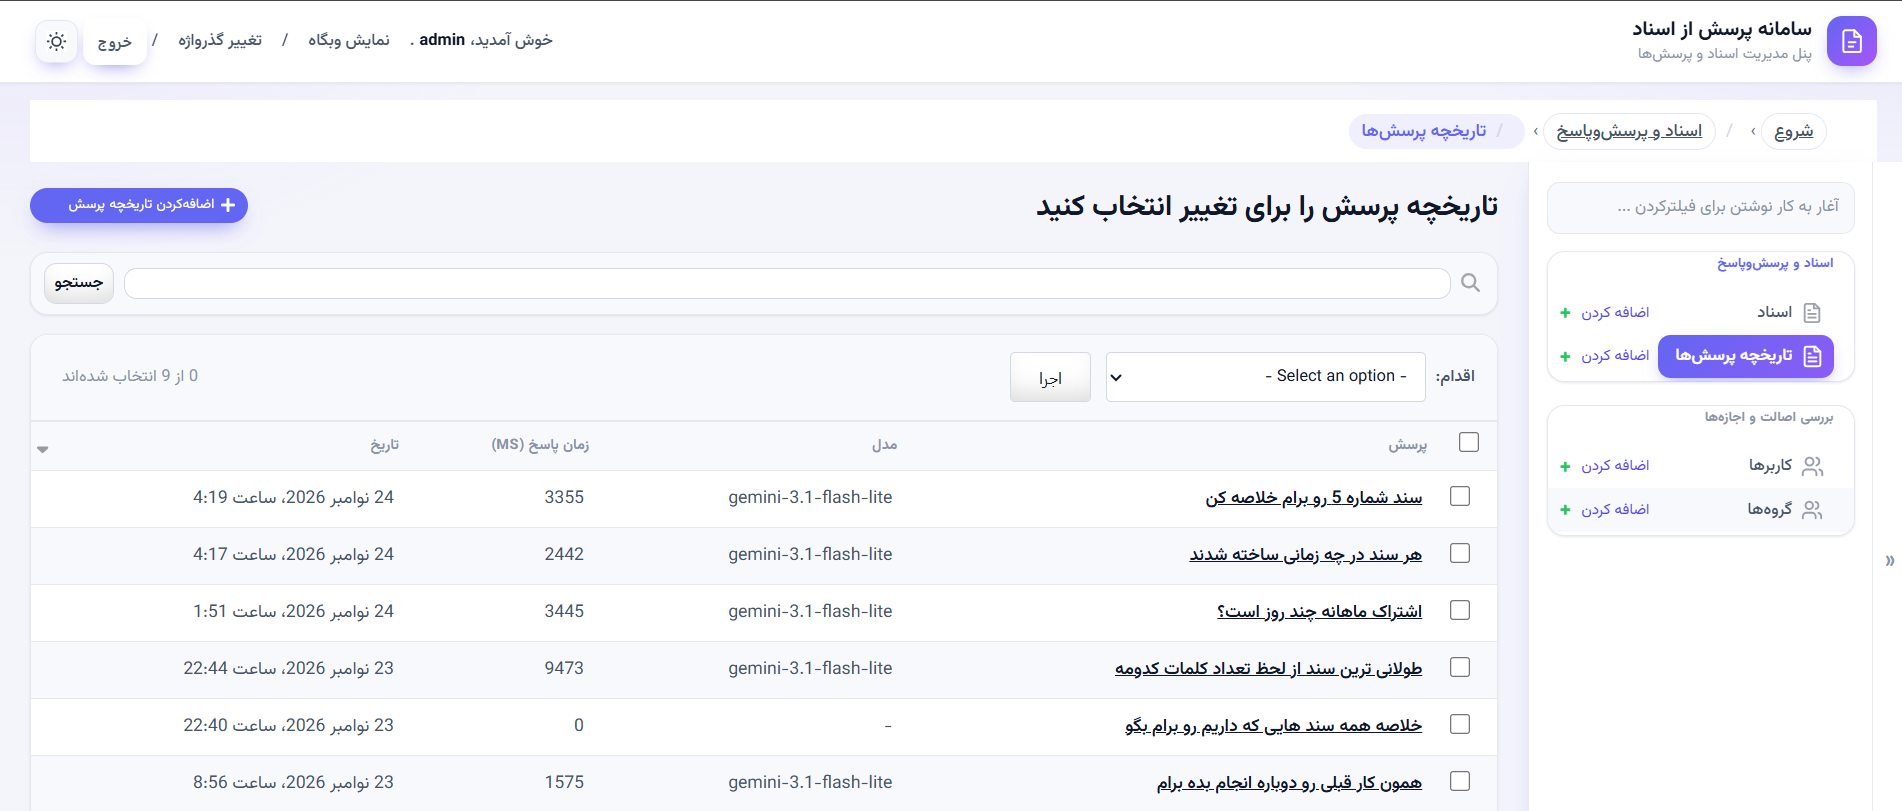 سامانه پرسش از اسناد
پنل مدیریت اسناد و پرسش‌ها
خوش آمدید، admin .
نمایش وبگاه / تغییر گذرواژه / خروج
شروع › / اسناد و پرسش‌وپاسخ › / تاریخچه پرسش‌ها
آغاز به کار نوشتن برای فیلترکردن ...
اسناد و پرسش‌وپاسخ
اسناد اضافه کردن +
تاریخچه پرسش‌ها اضافه کردن +
بررسی اصالت و اجازه‌ها
کاربرها اضافه کردن +
گروه‌ها اضافه کردن +
»
تاریخچه پرسش را برای تغییر انتخاب کنید
+ اضافه‌کردن تاریخچه پرسش
جستجو
اقدام: - Select an option - اجرا 0 از 9 انتخاب شده‌اند
پرسش مدل زمان پاسخ (MS) تاریخ
سند شماره 5 رو برام خلاصه کن gemini-3.1-flash-lite 3355 24 نوامبر 2026، ساعت 4:19
هر سند در چه زمانی ساخته شدند gemini-3.1-flash-lite 2442 24 نوامبر 2026، ساعت 4:17
اشتراک ماهانه چند روز است؟ gemini-3.1-flash-lite 3445 24 نوامبر 2026، ساعت 1:51
طولانی ترین سند از لحظ تعداد کلمات کدومه gemini-3.1-flash-lite 9473 23 نوامبر 2026، ساعت 22:44
خلاصه همه سند هایی که داریم رو برام بگو - 0 23 نوامبر 2026، ساعت 22:40
همون کار قبلی رو دوباره انجام بده برام gemini-3.1-flash-lite 1575 23 نوامبر 2026، ساعت 8:56